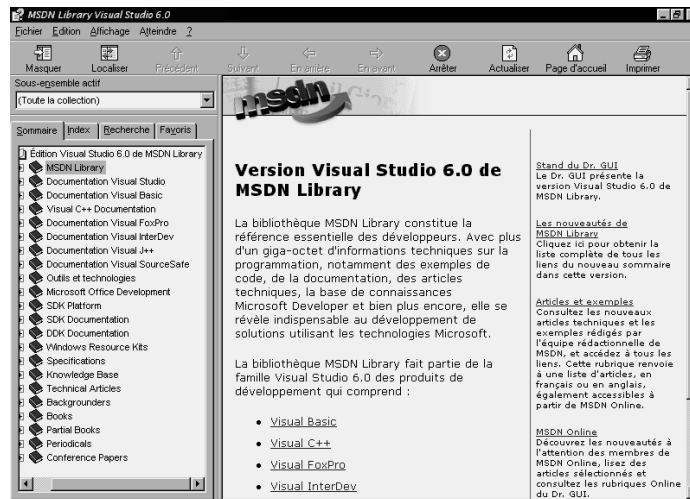 MSDN Library Visual Studio 6.0
Fichier Edition Affichage Atteindre ?
Masquer Localiser Précédent Suivant En arrière En avant Arrêter Actualiser Page d'accueil Imprimer
Sous-ensemble actif
(Toute la collection)
Sommaire Index Recherche Favoris
Édition Visual Studio 6.0 de MSDN Library
MSDN Library
Documentation Visual Studio
Documentation Visual Basic
Visual C++ Documentation
Documentation Visual FoxPro
Documentation Visual InterDev
Documentation Visual J++
Documentation Visual SourceSafe
Outils et technologies
Microsoft Office Development
SDK Platform
SDK Documentation
DDK Documentation
Windows Resource Kits
Specifications
Knowledge Base
Technical Articles
Backgrounders
Books
Partial Books
Periodicals
Conference Papers
msdn
Version Visual Studio 6.0 de
MSDN Library
La bibliothèque MSDN Library constitue la
référence essentielle des développeurs. Avec plus
d'un giga-octet d'informations techniques sur la
programmation, notamment des exemples de
code, de la documentation, des articles
techniques, la base de connaissances
Microsoft Developer et bien plus encore, elle se
révèle indispensable au développement de
solutions utilisant les technologies Microsoft.
La bibliothèque MSDN Library fait partie de la
famille Visual Studio 6.0 des produits de
développement qui comprend :
• Visual Basic
• Visual C++
• Visual FoxPro
• Visual InterDev
Stand du Dr. GUI
Le Dr. GUI présente la
version Visual Studio 6.0 de
MSDN Library.
Les nouveautés de
MSDN Library
Cliquez ici pour obtenir la
liste complète de tous les
liens du nouveau sommaire
dans cette version.
Articles et exemples
Consultez les nouveaux
articles techniques et les
exemples rédigés par
l'équipe rédactionnelle de
MSDN, et accédez à tous les
liens. Cette rubrique renvoie
à une liste d'articles, en
français ou en anglais,
également accessibles à
partir de MSDN Online.
MSDN Online
Découvrez les nouveautés à
l'attention des membres de
MSDN Online, lisez des
articles sélectionnés et
consultez les rubriques Online
du Dr. GUI.